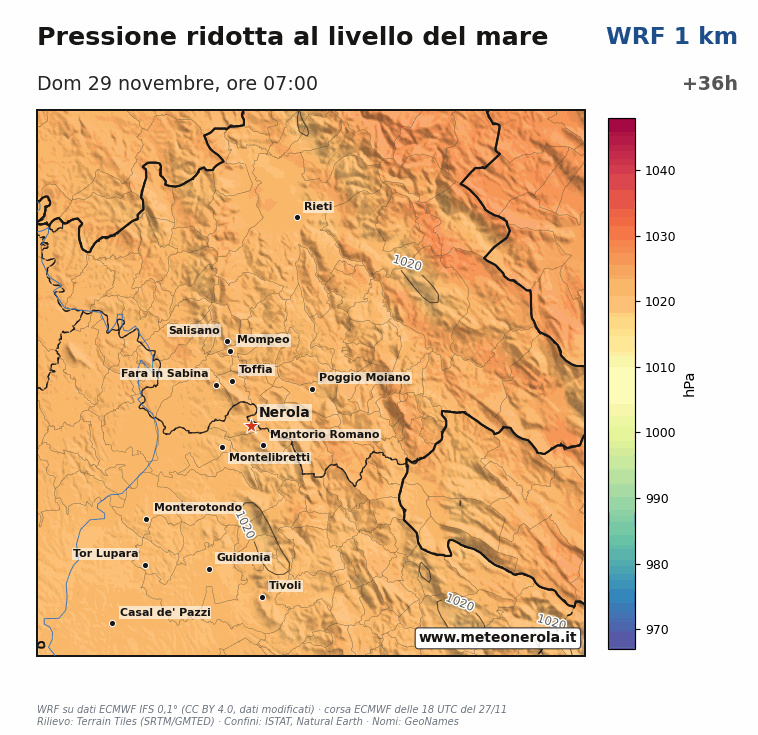 Pressione ridotta al livello del mare
WRF 1 km
Dom 29 novembre, ore 07:00
+36h
Rieti
1020
Salisano
Mompeo
Toffia
Fara in Sabina
Poggio Moiano
Nerola
Montorio Romano
Montelibretti
Monterotondo
1020
Tor Lupara
Guidonia
Tivoli
1020
Casal de' Pazzi
1020
www.meteonerola.it
1040
1030
1020
1010
1000
990
980
970
hPa
WRF su dati ECMWF IFS 0,1° (CC BY 4.0, dati modificati) · corsa ECMWF delle 18 UTC del 27/11
Rilievo: Terrain Tiles (SRTM/GMTED) · Confini: ISTAT, Natural Earth · Nomi: GeoNames